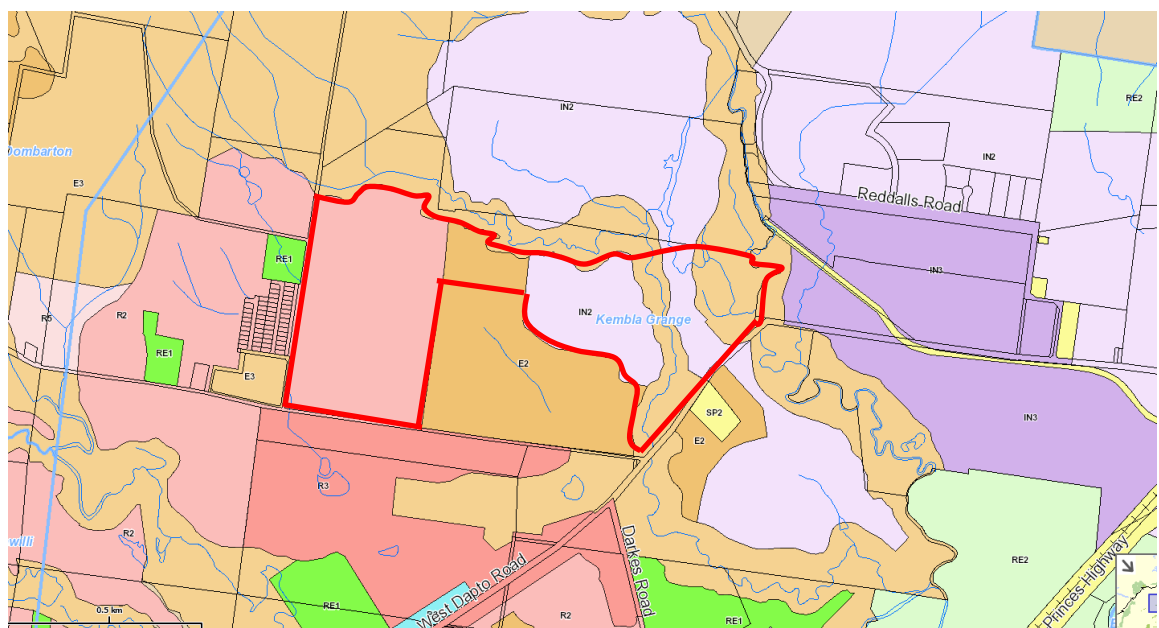 IN2
RE2
Dombarton
IN2
E3
Reddalls Road
RE1
IN3
R5
R2
IN2
Kembla Grange
RE1
E2
E3
SP2
IN3
E2
R3
R2
RE2
West Dapto Road
Darkes Road
Princes Highway
0.5 km
RE1
R2
RE1